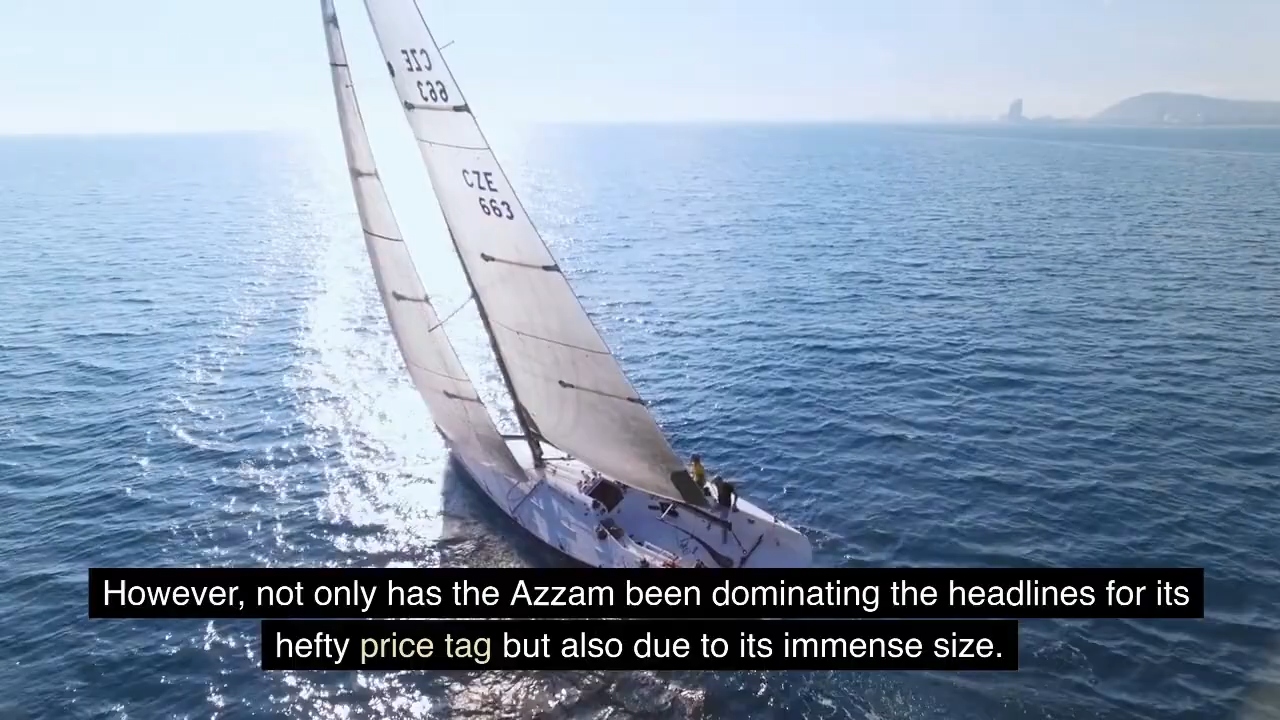 CZE
663
CZE
663
However, not only has the Azzam been dominating the headlines for its
hefty price tag but also due to its immense size.